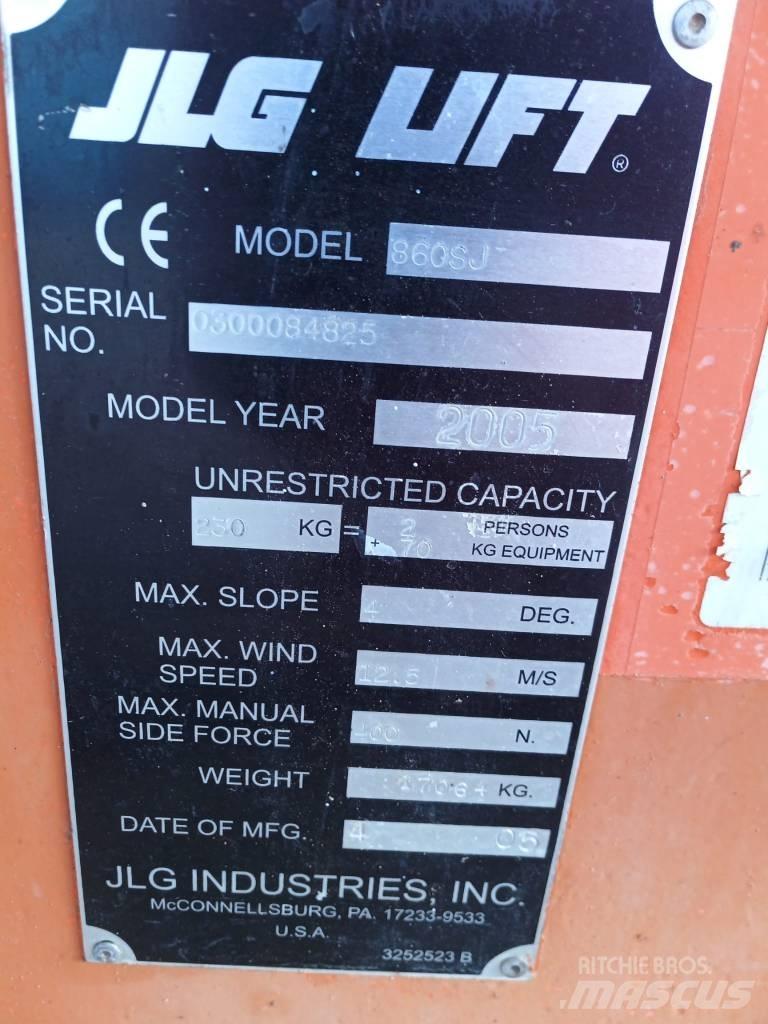 JLG LIFT®
CE MODEL 860SJ
SERIAL NO. 0300084825
MODEL YEAR 2005
UNRESTRICTED CAPACITY
230 KG = 2 PERSONS
+ 70 KG EQUIPMENT
MAX. SLOPE 4 DEG.
MAX. WIND
SPEED 12.5 M/S
MAX. MANUAL
SIDE FORCE 400 N.
WEIGHT 17064 KG.
DATE OF MFG. 4 05
JLG INDUSTRIES, INC.
McCONNELLSBURG, PA. 17233-9533
U.S.A.
3252523 B
RITCHIE BROS.
MASCUS